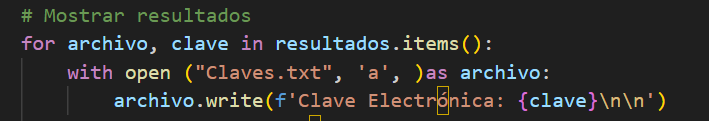 # Mostrar resultados
for archivo, clave in resultados.items():
with open ("Claves.txt", 'a', )as archivo:
archivo.write(f'Clave Electrónica: {clave}\n\n')